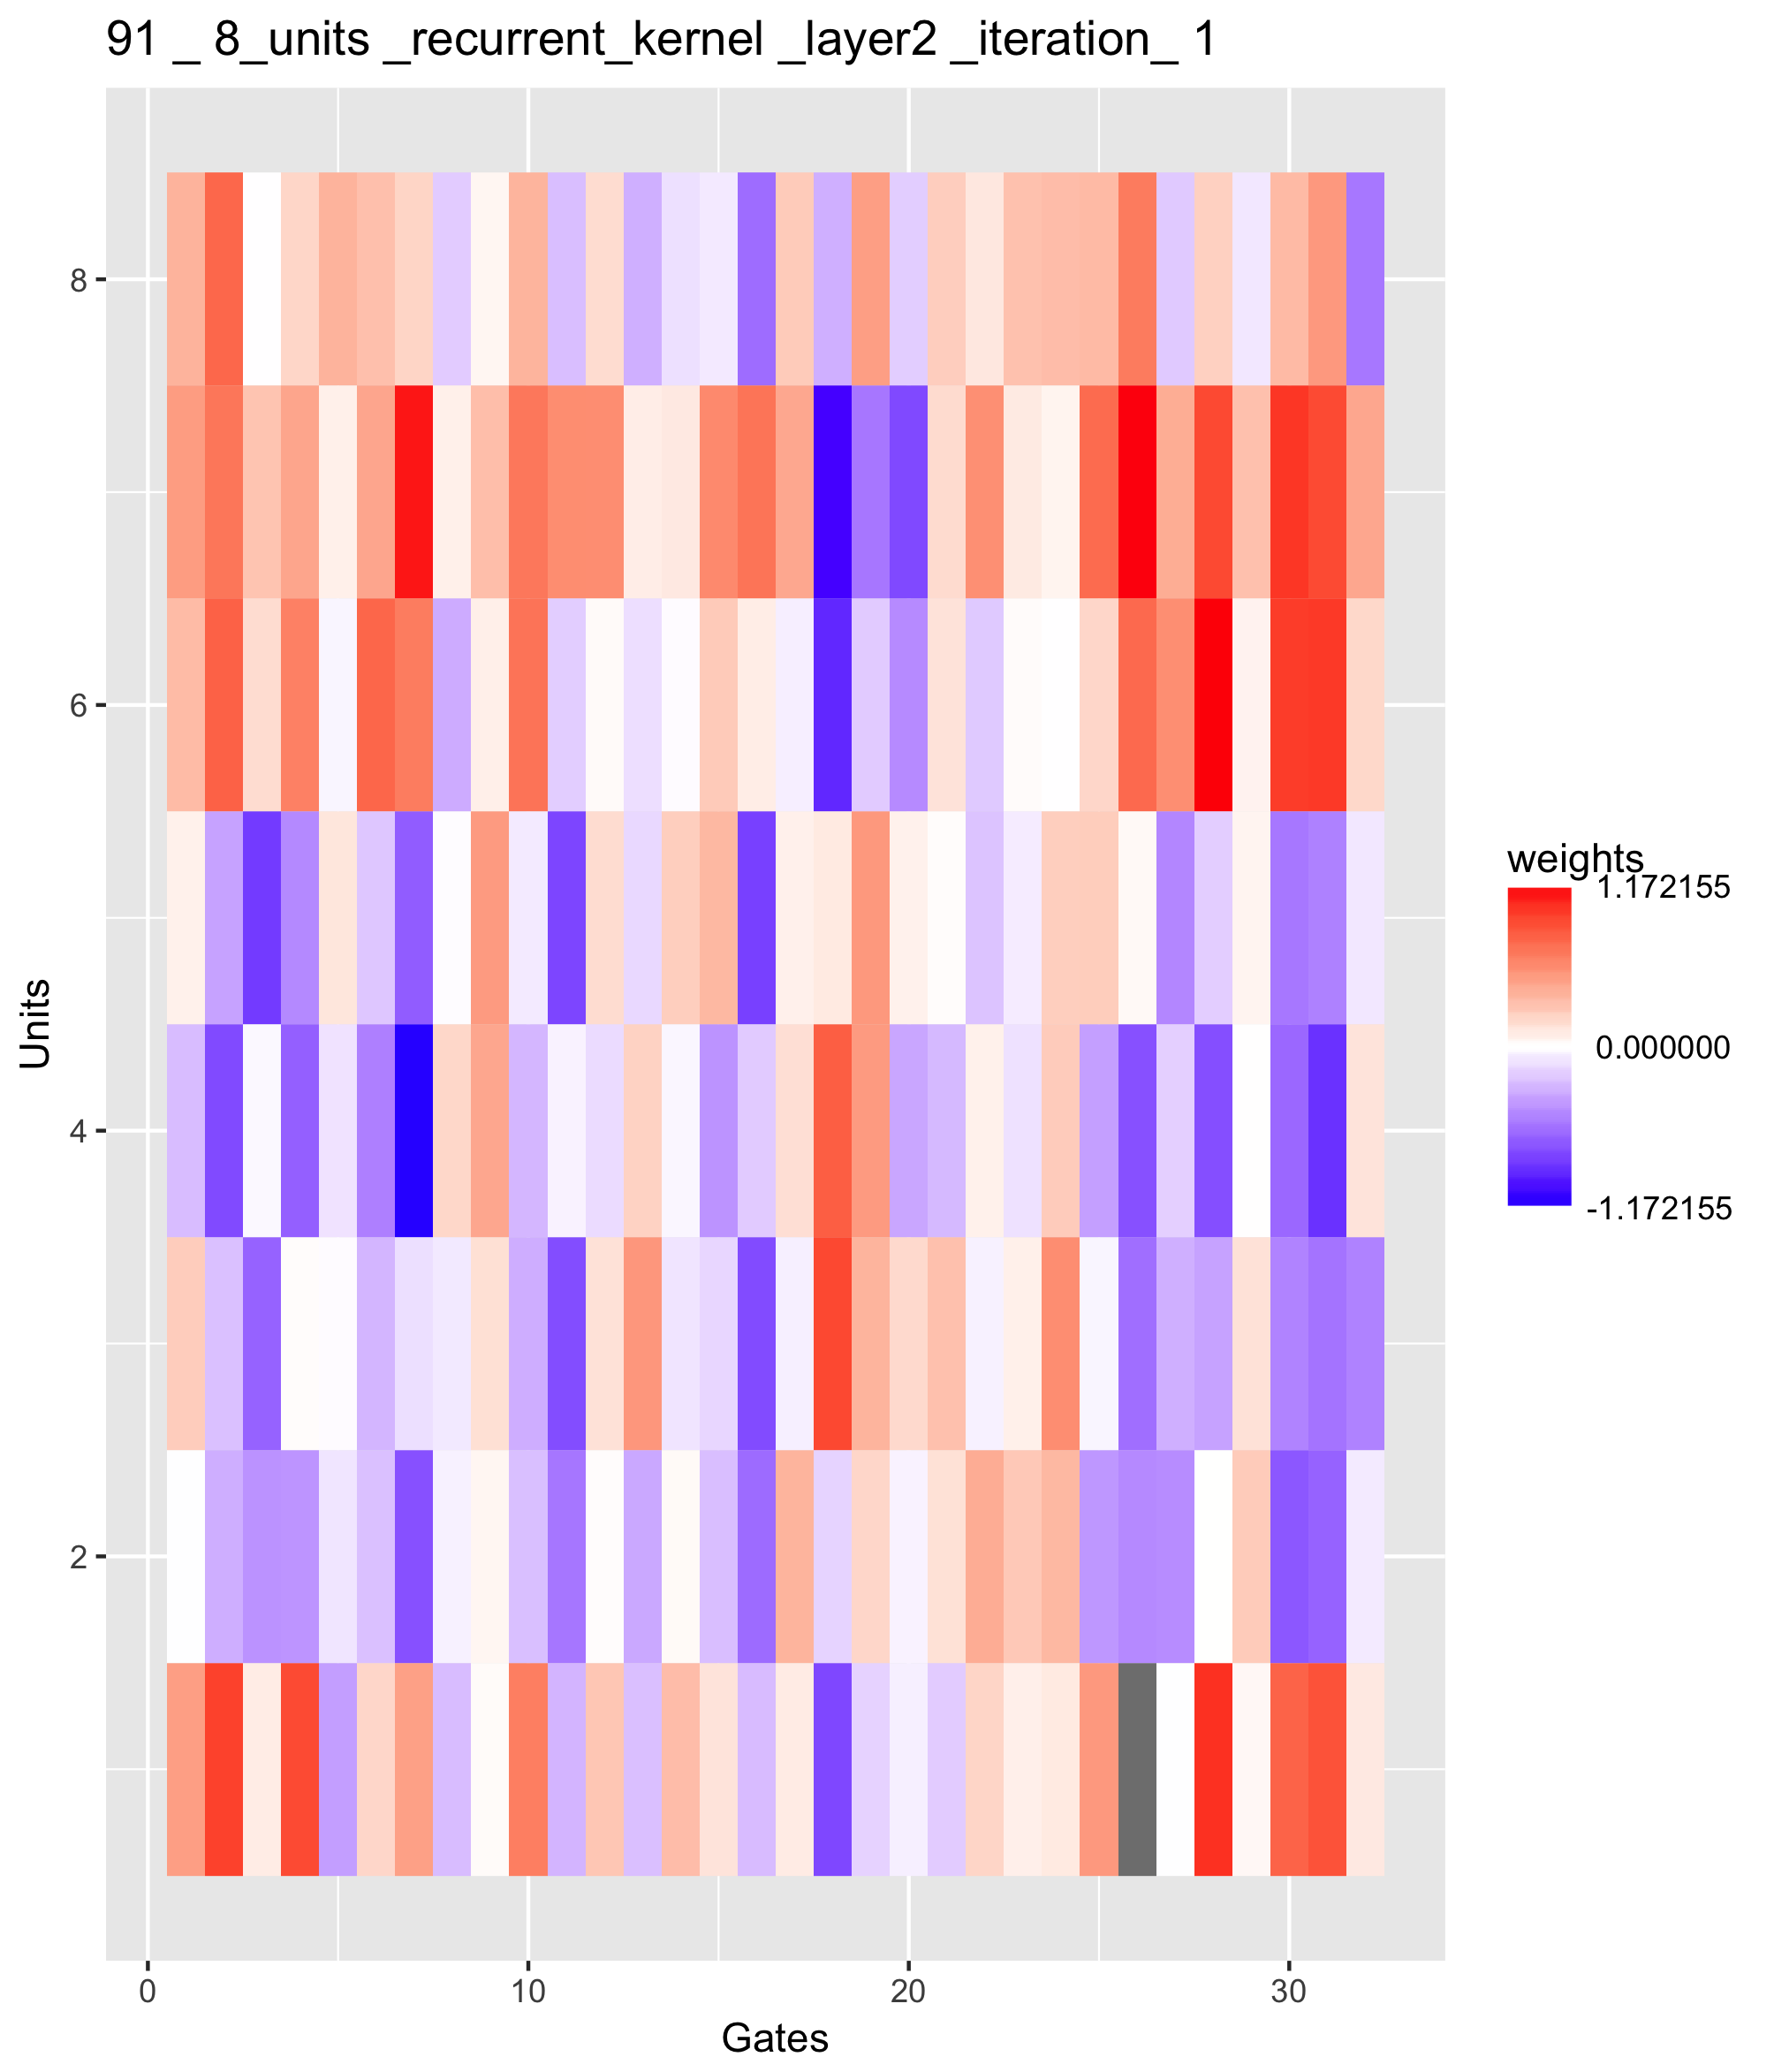 91 _ 8_units _recurrent_kernel _layer2 _iteration_ 1
8
6
4
2
Units
0 10 20 30
Gates
weights
1.172155
0.000000
-1.172155